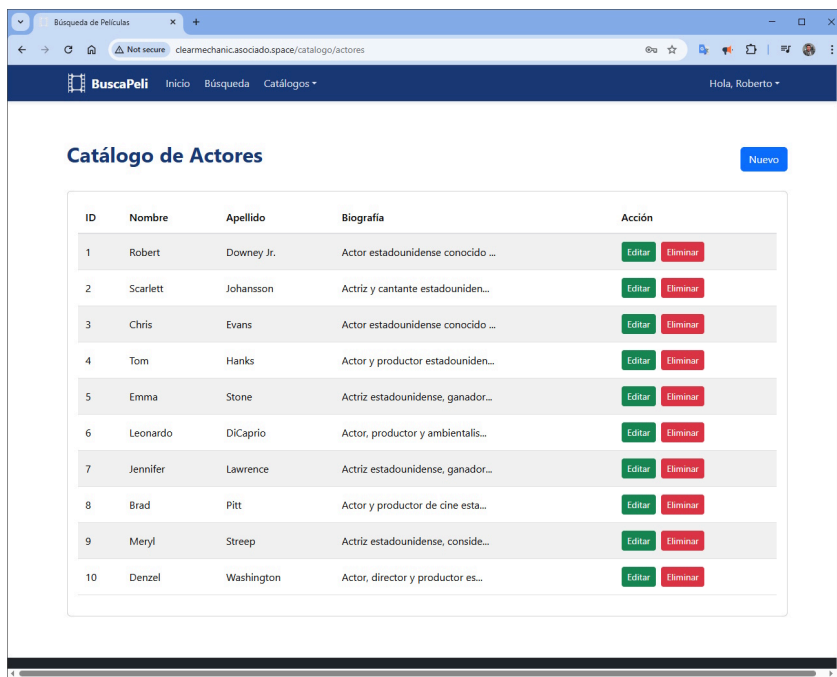 Búsqueda de Películas
Not secure clearmechanic.asociado.space/catalogo/actores
BuscaPeli Inicio Búsqueda Catálogos Hola, Roberto
Catálogo de Actores
Nuevo
ID Nombre Apellido Biografía Acción
1 Robert Downey Jr. Actor estadounidense conocido ... Editar Eliminar
2 Scarlett Johansson Actriz y cantante estadouniden... Editar Eliminar
3 Chris Evans Actor estadounidense conocido ... Editar Eliminar
4 Tom Hanks Actor y productor estadouniden... Editar Eliminar
5 Emma Stone Actriz estadounidense, ganador... Editar Eliminar
6 Leonardo DiCaprio Actor, productor y ambientalis... Editar Eliminar
7 Jennifer Lawrence Actriz estadounidense, ganador... Editar Eliminar
8 Brad Pitt Actor y productor de cine esta... Editar Eliminar
9 Meryl Streep Actriz estadounidense, conside... Editar Eliminar
10 Denzel Washington Actor, director y productor es... Editar Eliminar